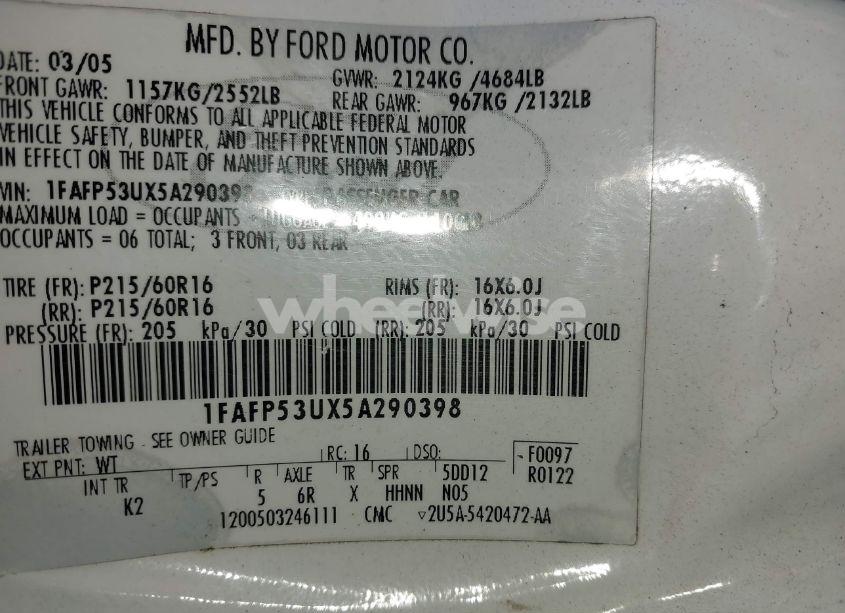 MFD. BY FORD MOTOR CO.
DATE: 03/05 GVWR: 2124KG /4684LB
FRONT GAWR: 1157KG/2552LB REAR GAWR: 967KG /2132LB
THIS VEHICLE CONFORMS TO ALL APPLICABLE FEDERAL MOTOR
VEHICLE SAFETY, BUMPER, AND THEFT PREVENTION STANDARDS
IN EFFECT ON THE DATE OF MANUFACTURE SHOWN ABOVE.
VIN: 1FAFP53UX5A290398 PASSENGER CAR
MAXIMUM LOAD = OCCUPANTS
OCCUPANTS = 06 TOTAL; 3 FRONT, 03 REAR
TIRE (FR): P215/60R16 RIMS (FR): 16X6.0J
(RR): P215/60R16 (RR): 16X6.0J
PRESSURE (FR): 205 kPa/30 PSI COLD (RR): 205 kPa/30 PSI COLD
1FAFP53UX5A290398
TRAILER TOWING - SEE OWNER GUIDE
EXT PNT: WT RC: 16 DSO: -F0097
R0122
INT TR TP/PS R AXLE TR SPR 5DD12
K2 5 6R X HHNN N05
1200503246111 CMC ▽2U5A-5420472-AA